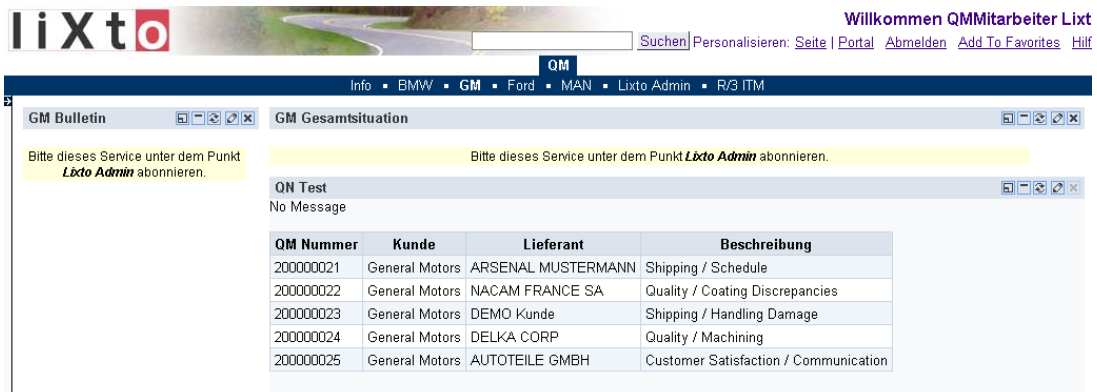 liXto
Willkommen QMMitarbeiter Lixt
Suchen Personalisieren: Seite | Portal Abmelden Add To Favorites Hilf
QM
Info ▪ BMW ▪ GM ▪ Ford ▪ MAN ▪ Lixto Admin ▪ R/3 ITM
GM Bulletin
Bitte dieses Service unter dem Punkt
Lixto Admin abonnieren.
GM Gesamtsituation
Bitte dieses Service unter dem Punkt Lixto Admin abonnieren.
QN Test
No Message
QM Nummer Kunde Lieferant Beschreibung
200000021 General Motors ARSENAL MUSTERMANN Shipping / Schedule
200000022 General Motors NACAM FRANCE SA Quality / Coating Discrepancies
200000023 General Motors DEMO Kunde Shipping / Handling Damage
200000024 General Motors DELKA CORP Quality / Machining
200000025 General Motors AUTOTEILE GMBH Customer Satisfaction / Communication